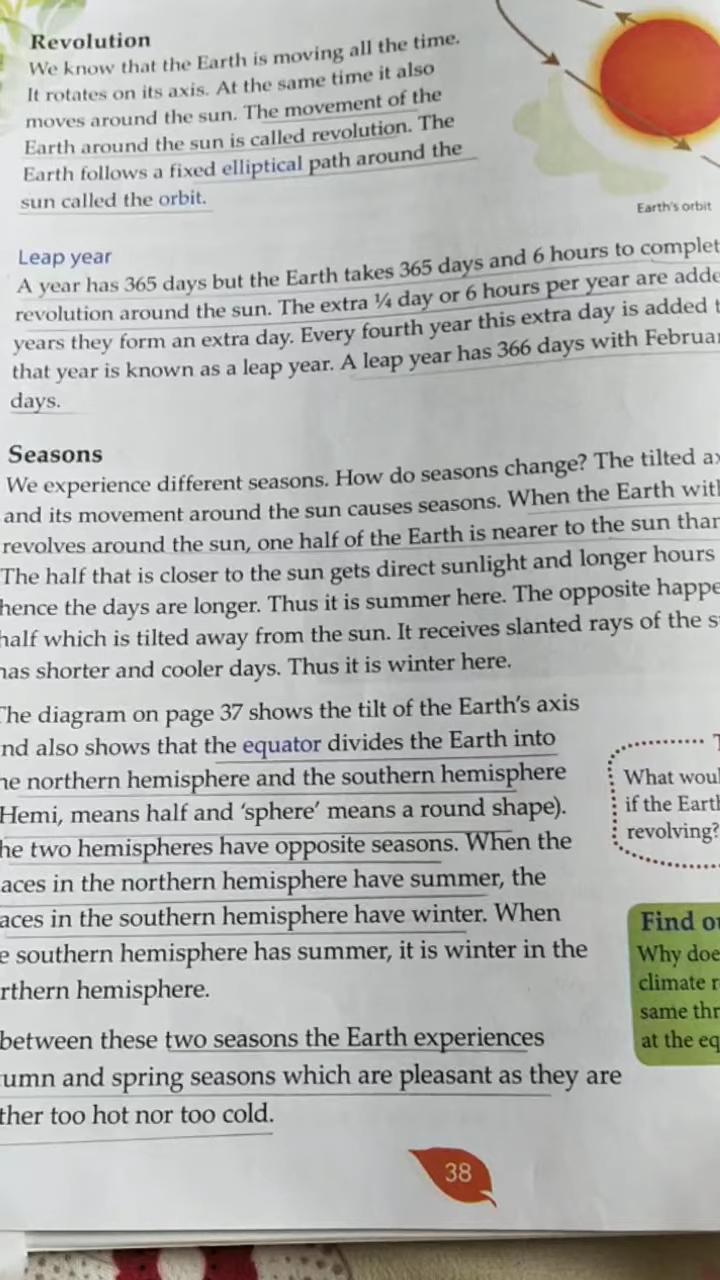 Revolution
We know that the Earth is moving all the time.
It rotates on its axis. At the same time it also
moves around the sun. The movement of the
Earth around the sun is called revolution. The
Earth follows a fixed elliptical path around the
sun called the orbit.
Earth's orbit
Leap year
A year has 365 days but the Earth takes 365 days and 6 hours to complet
revolution around the sun. The extra ¼ day or 6 hours per year are adde
years they form an extra day. Every fourth year this extra day is added t
that year is known as a leap year. A leap year has 366 days with Februa
days.
Seasons
We experience different seasons. How do seasons change? The tilted ax
and its movement around the sun causes seasons. When the Earth wit
revolves around the sun, one half of the Earth is nearer to the sun than
The half that is closer to the sun gets direct sunlight and longer hours
hence the days are longer. Thus it is summer here. The opposite happe
half which is tilted away from the sun. It receives slanted rays of the s
has shorter and cooler days. Thus it is winter here.
The diagram on page 37 shows the tilt of the Earth's axis
nd also shows that the equator divides the Earth into
he northern hemisphere and the southern hemisphere
Hemi, means half and 'sphere' means a round shape).
he two hemispheres have opposite seasons. When the
aces in the northern hemisphere have summer, the
aces in the southern hemisphere have winter. When
e southern hemisphere has summer, it is winter in the
rthern hemisphere.
between these two seasons the Earth experiences
umn and spring seasons which are pleasant as they are
ther too hot nor too cold.
T
What woul
if the Earth
revolving?
Find ou
Why doe
climate r
same thr
at the eq
38